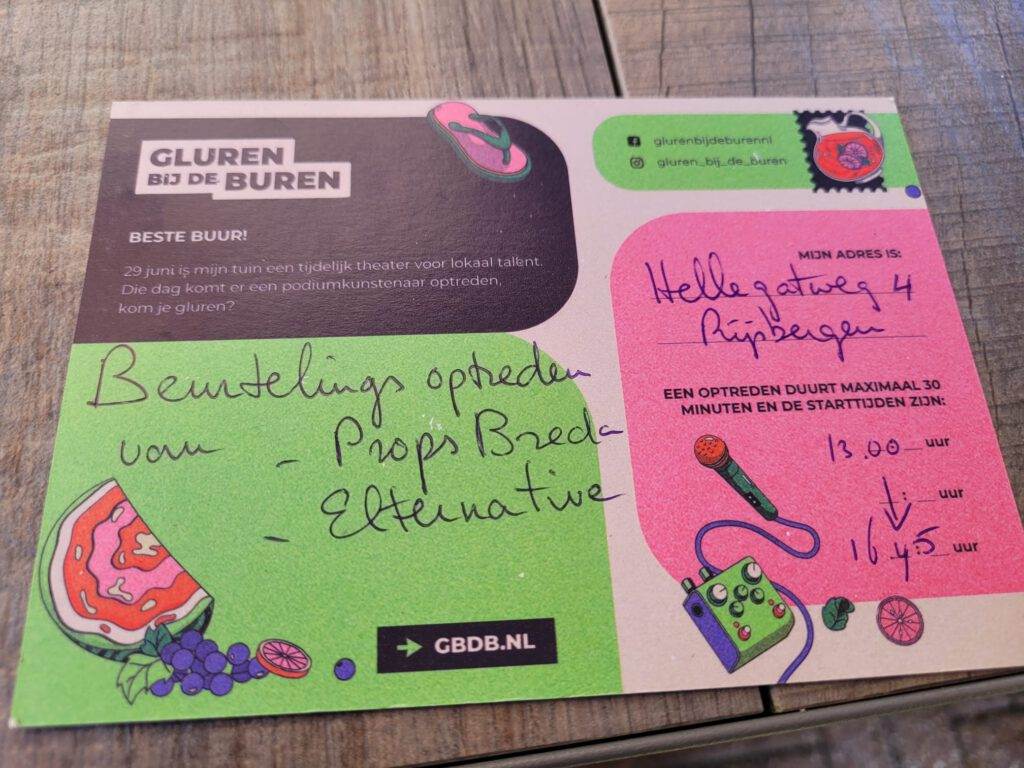 GLUREN
BIJ DE BUREN
BESTE BUUR!
29 juni is mijn tuin een tijdelijk theater voor lokaal talent.
Die dag komt er een podiumkunstenaar optreden,
kom je gluren?
Beurtelings optreden
van - Props Breda
- Elternative
GBDB.NL
glurenbijdeburennl
gluren_bij_de_buren
MIJN ADRES IS:
Hellegatweg 4
Rijsbergen
EEN OPTREDEN DUURT MAXIMAAL 30
MINUTEN EN DE STARTTIJDEN ZIJN:
13.00 uur
: uur
16:45 uur